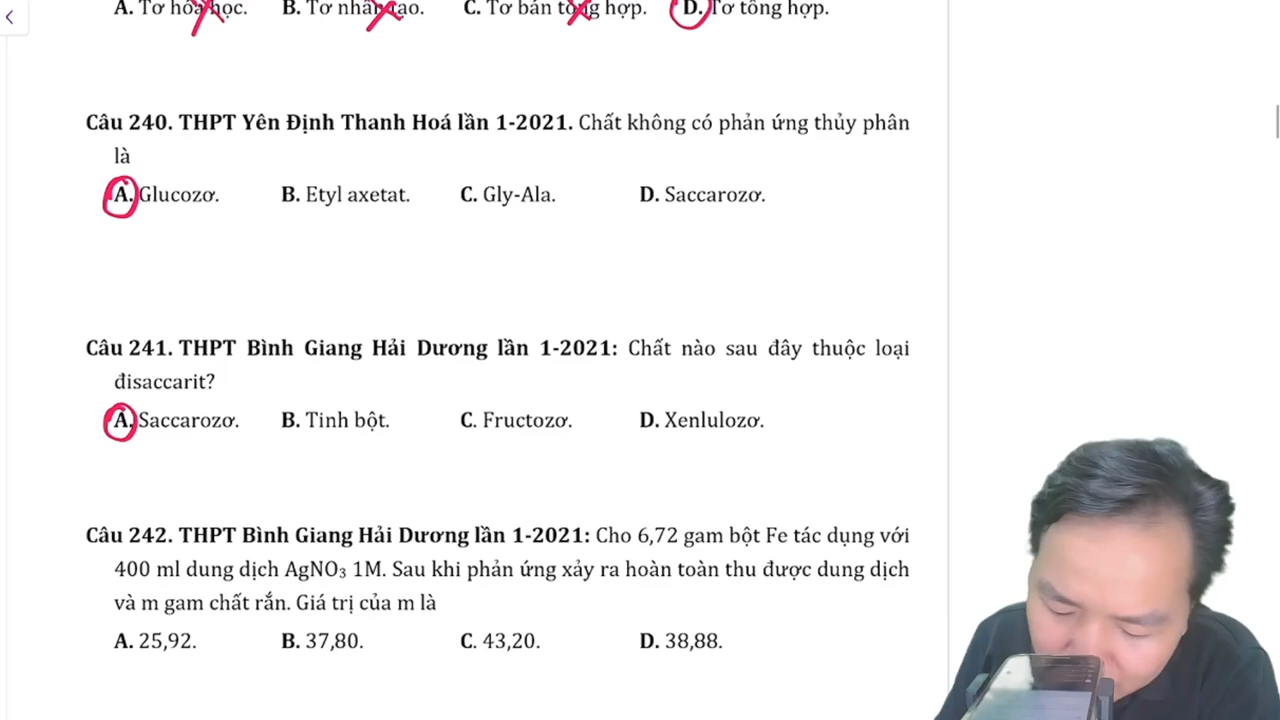 A. Tơ hóa học. B. Tơ nhân tạo. C. Tơ bán tổng hợp. D. Tơ tổng hợp.
Câu 240. THPT Yên Định Thanh Hoá lần 1-2021. Chất không có phản ứng thủy phân
là
A. Glucozơ. B. Etyl axetat. C. Gly-Ala. D. Saccarozơ.
Câu 241. THPT Bình Giang Hải Dương lần 1-2021: Chất nào sau đây thuộc loại
đisaccarit?
A. Saccarozơ. B. Tinh bột. C. Fructozơ. D. Xenlulozơ.
Câu 242. THPT Bình Giang Hải Dương lần 1-2021: Cho 6,72 gam bột Fe tác dụng với
400 ml dung dịch AgNO₃ 1M. Sau khi phản ứng xảy ra hoàn toàn thu được dung dịch
và m gam chất rắn. Giá trị của m là
A. 25,92. B. 37,80. C. 43,20. D. 38,88.